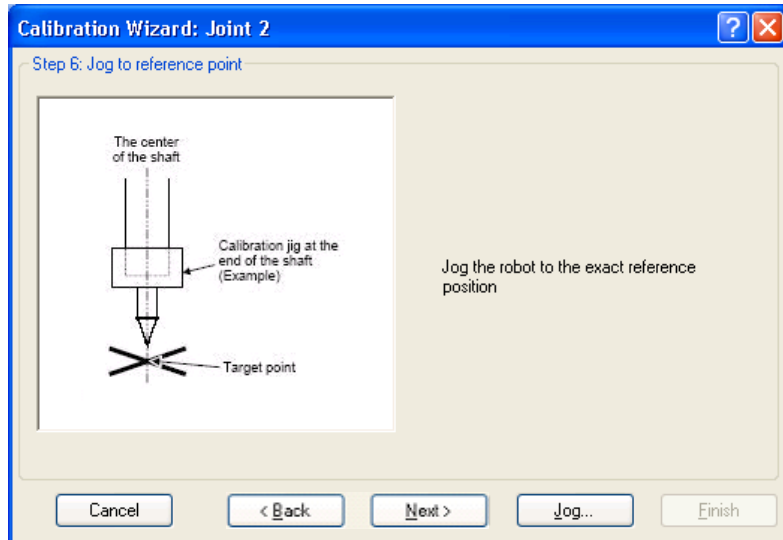 Calibration Wizard: Joint 2
Step 6: Jog to reference point
The center
of the shaft
Calibration jig at the
end of the shaft
(Example)
Target point
Jog the robot to the exact reference
position
Cancel
< Back
Next >
Jog...
Finish